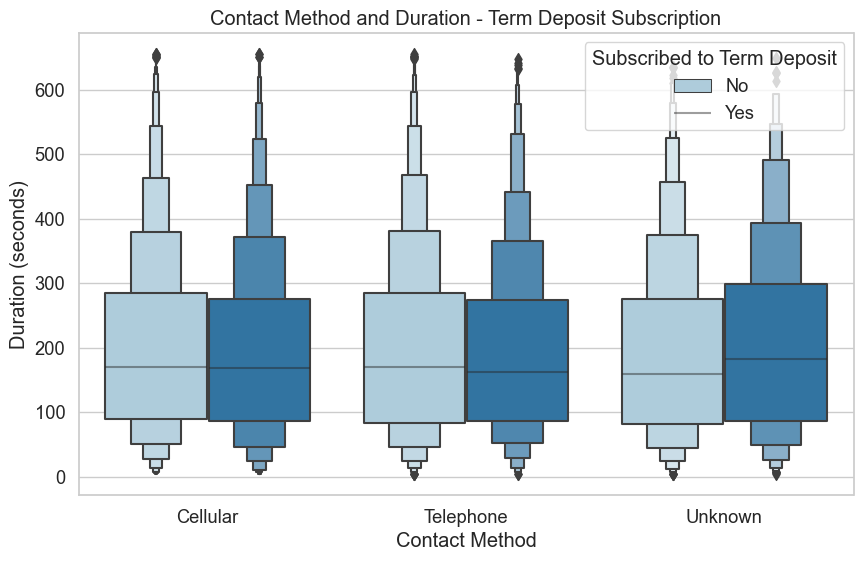 Contact Method and Duration - Term Deposit Subscription
Subscribed to Term Deposit
No
Yes
Duration (seconds)
600
500
400
300
200
100
0
Cellular
Telephone
Unknown
Contact Method